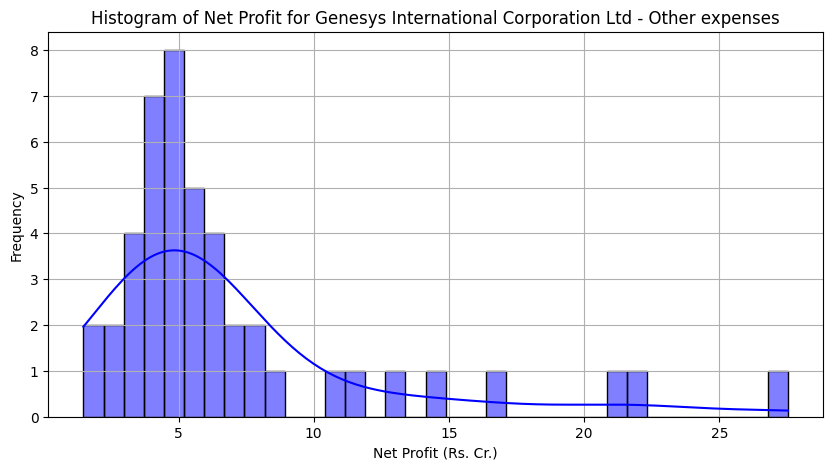 Histogram of Net Profit for Genesys International Corporation Ltd - Other expenses
8
7
6
5
4
3
2
1
0
Frequency
5 10 15 20 25
Net Profit (Rs. Cr.)